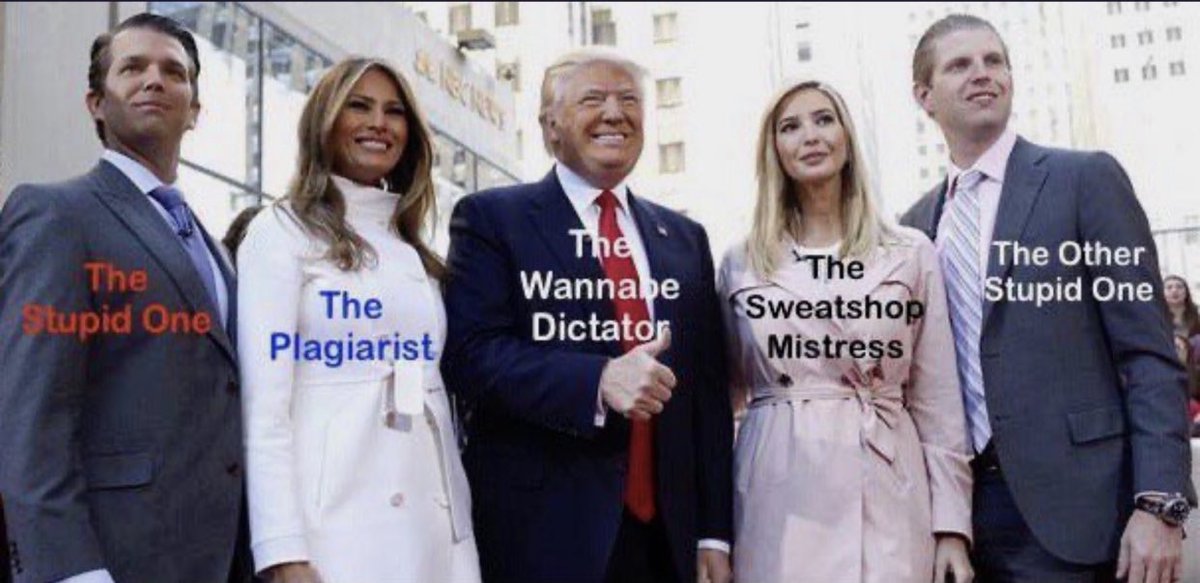 The
Stupid One
The
Plagiarist
The
Wannabe
Dictator
The
Sweatshop
Mistress
The Other
Stupid One